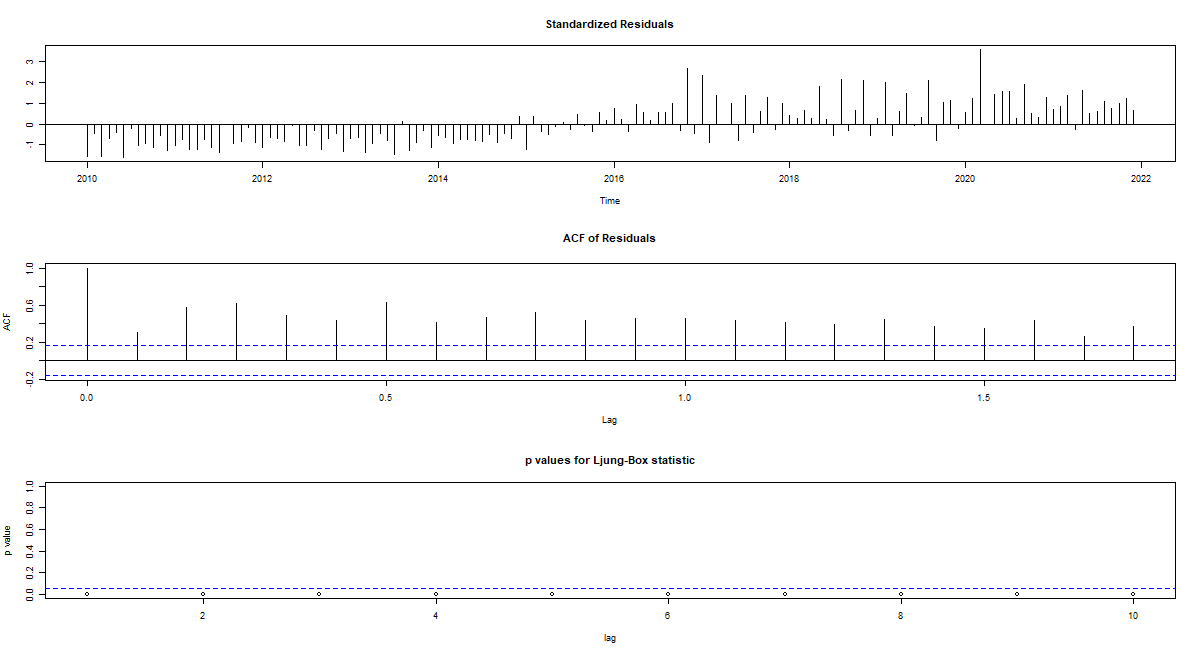 Standardized Residuals
3
2
1
0
-1
2010 2012 2014 2016 2018 2020 2022
Time
ACF of Residuals
1.0
0.6
0.2
-0.2
ACF
0.0 0.5 1.0 1.5
Lag
p values for Ljung-Box statistic
1.0
0.8
0.6
0.4
0.2
0.0
p value
2 4 6 8 10
lag